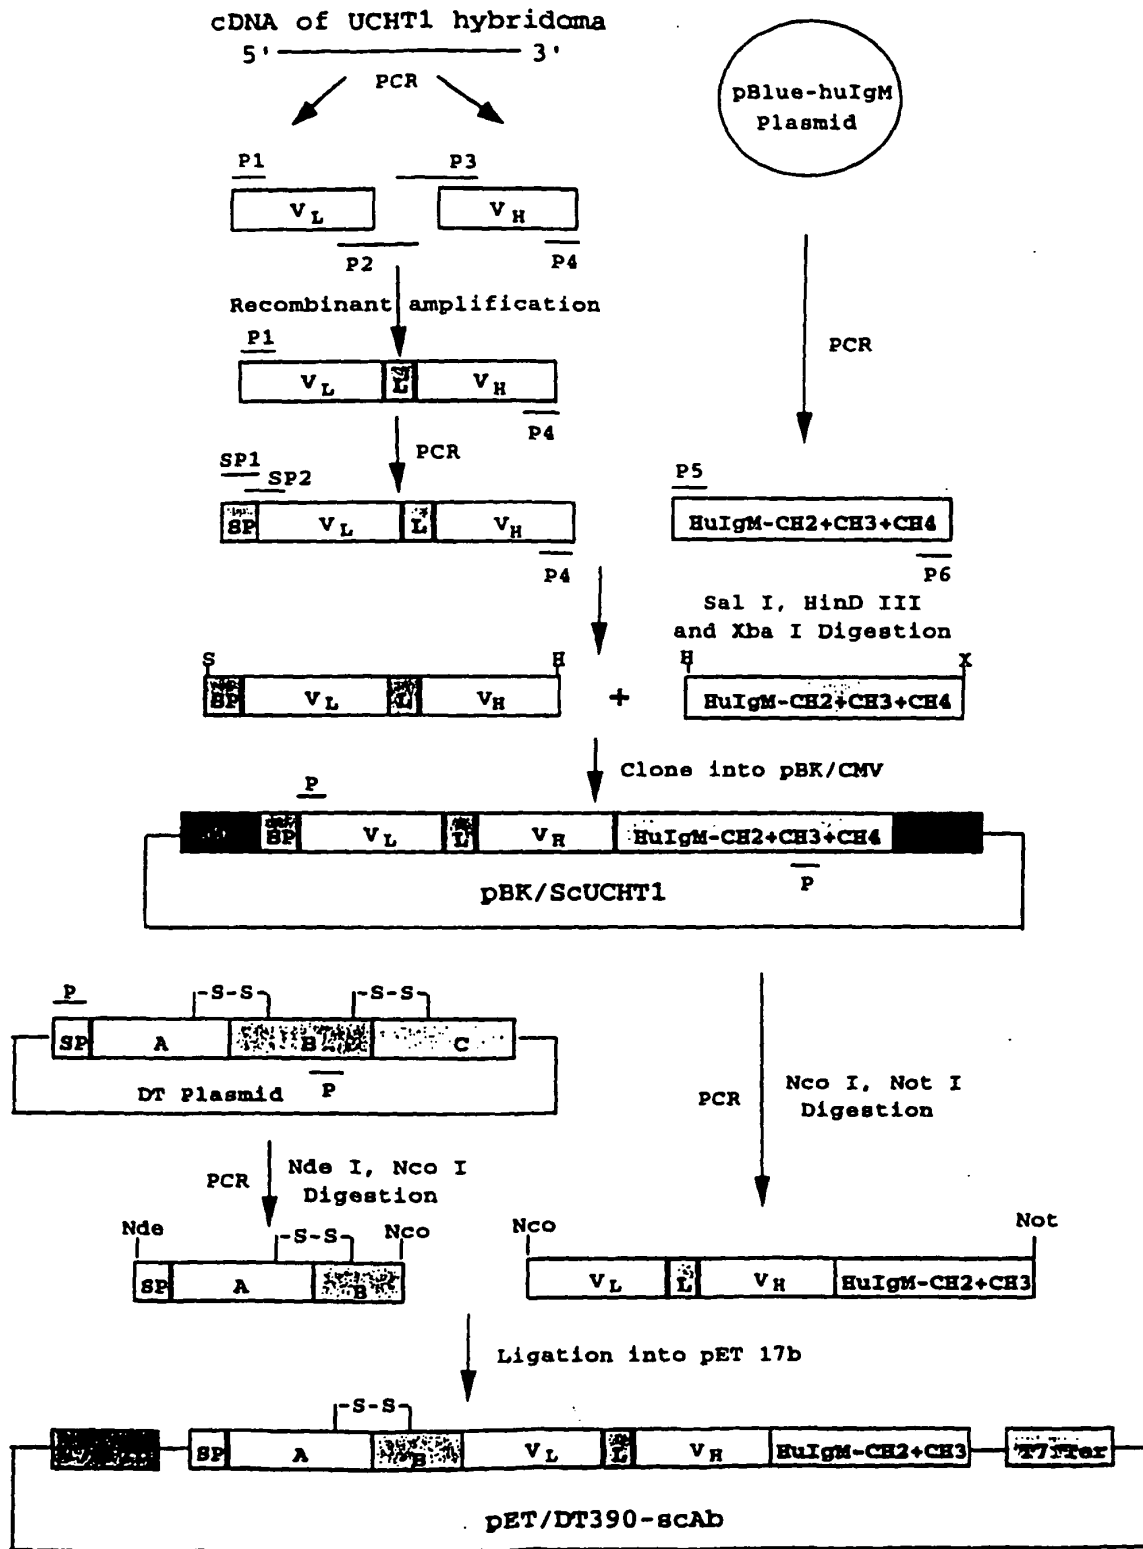 cDNA of UCHT1 hybridoma
5' 3'
PCR
pBlue-huIgM
Plasmid
P1 P3
VL VH
P2 P4
Recombinant amplification
PCR
P1
VL L VH
P4
PCR
SP1
SP2
P5
SP VL L VH
HuIgM-CH2+CH3+CH4
P4
P6
Sal I, HinD III
and Xba I Digestion
S H H X
SP VL L VH + HuIgM-CH2+CH3+CH4
Clone into pBK/CMV
P
SP VL L VH HuIgM-CH2+CH3+CH4
P
pBK/ScUCHT1
P -S-S- -S-S-
SP A B C
DT Plasmid P
PCR Nco I, Not I
Digestion
PCR Nde I, Nco I
Digestion
Nde -S-S- Nco
Nco Not
SP A B
VL L VH HuIgM-CH2+CH3
Ligation into pET 17b
-S-S-
SP A B VL L VH HuIgM-CH2+CH3 T7TTer
pET/DT390-scAb